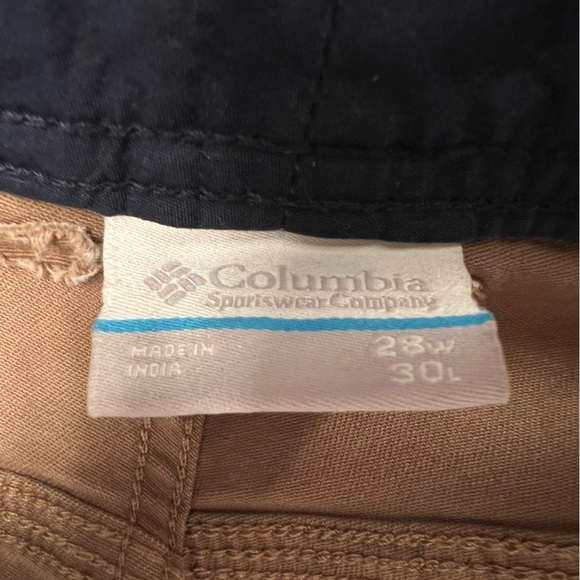 Columbia
Sportswear Company
MADE IN
INDIA
28W
30L